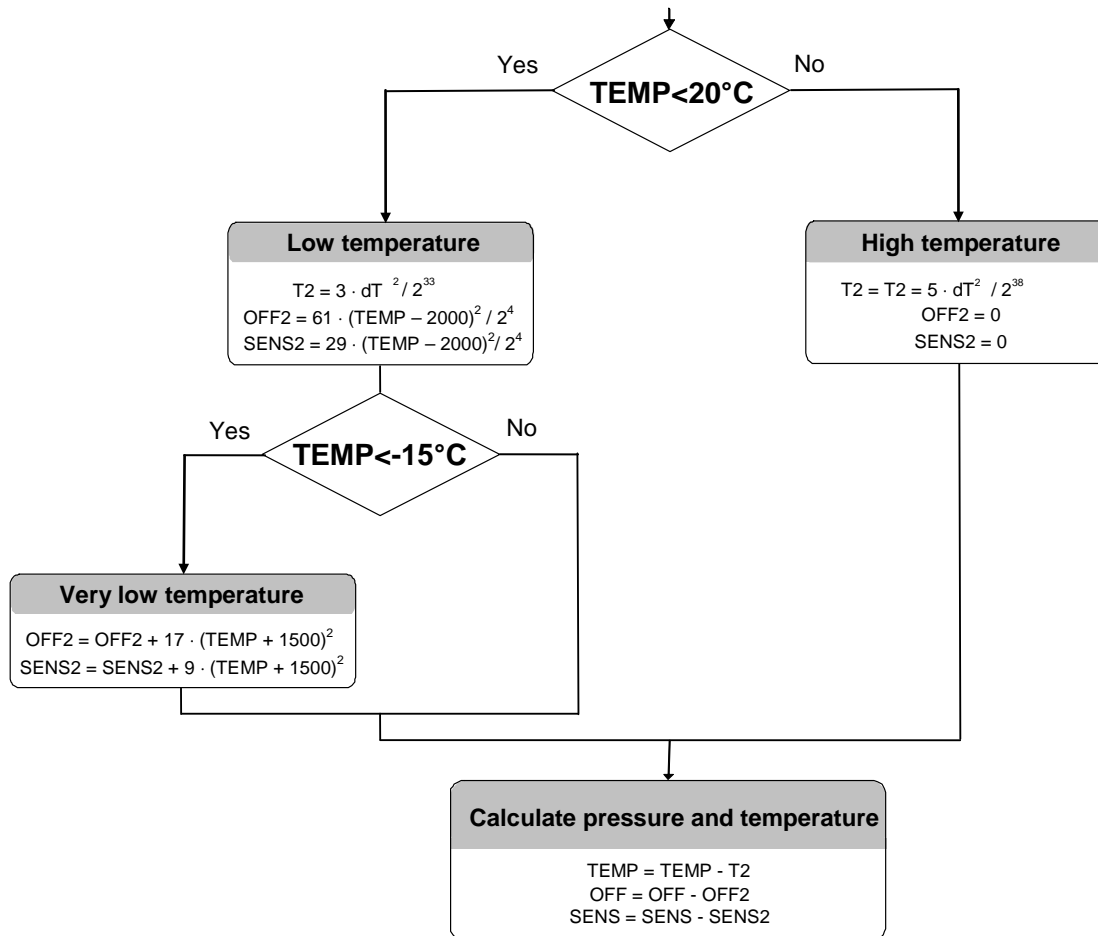 Yes
No
TEMP<20°C
Low temperature
T2 = 3 · dT ² / 2³³
OFF2 = 61 · (TEMP – 2000)² / 2⁴
SENS2 = 29 · (TEMP – 2000)²/ 2⁴
High temperature
T2 = T2 = 5 · dT² / 2³⁸
OFF2 = 0
SENS2 = 0
Yes
No
TEMP<-15°C
Very low temperature
OFF2 = OFF2 + 17 · (TEMP + 1500)²
SENS2 = SENS2 + 9 · (TEMP + 1500)²
Calculate pressure and temperature
TEMP = TEMP - T2
OFF = OFF - OFF2
SENS = SENS - SENS2